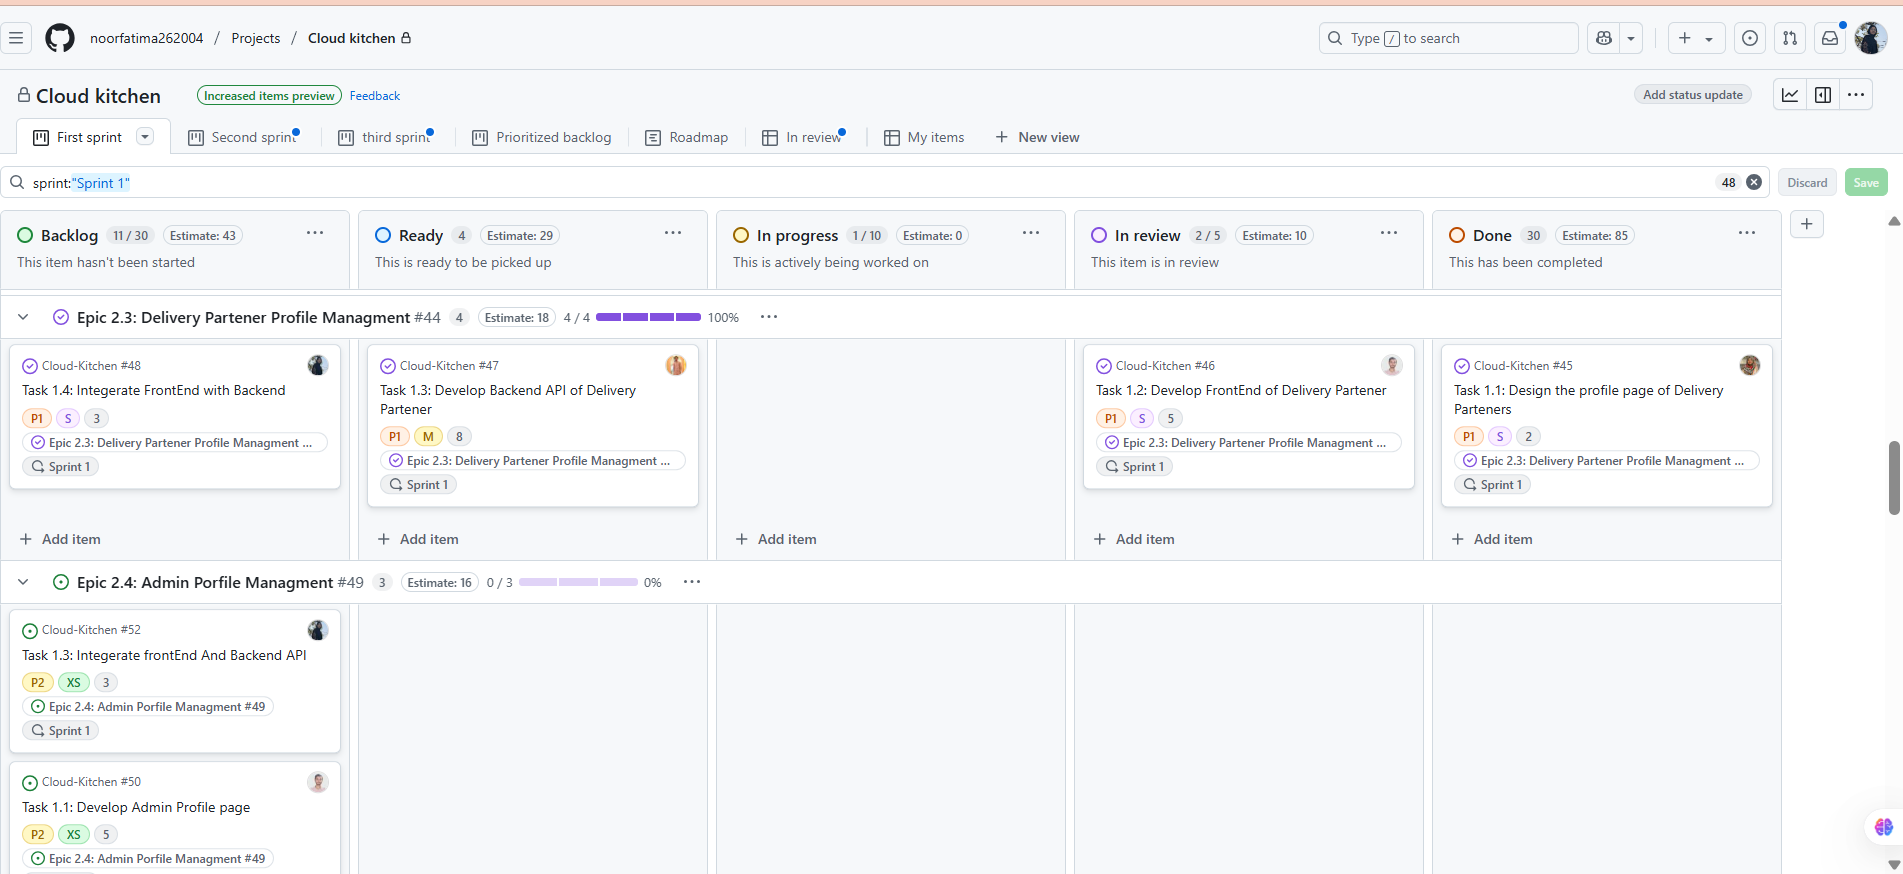 noorfatima262004 / Projects / Cloud kitchen
Type / to search
Cloud kitchen
Increased items preview
Feedback
Add status update
First sprint
Second sprint
third sprint
Prioritized backlog
Roadmap
In review
My items
New view
sprint:"Sprint 1"
48
Discard
Save
Backlog 11 / 30 Estimate: 43
This item hasn't been started
Ready 4 Estimate: 29
This is ready to be picked up
In progress 1 / 10 Estimate: 0
This is actively being worked on
In review 2 / 5 Estimate: 10
This item is in review
Done 30 Estimate: 85
This has been completed
Epic 2.3: Delivery Partener Profile Managment #44 4 Estimate: 18 4 / 4 100%
Cloud-Kitchen #48
Task 1.4: Integerate FrontEnd with Backend
P1 S 3
Epic 2.3: Delivery Partener Profile Managment ...
Sprint 1
Add item
Cloud-Kitchen #47
Task 1.3: Develop Backend API of Delivery
Partener
P1 M 8
Epic 2.3: Delivery Partener Profile Managment ...
Sprint 1
Add item
Add item
Cloud-Kitchen #46
Task 1.2: Develop FrontEnd of Delivery Partener
P1 S 5
Epic 2.3: Delivery Partener Profile Managment ...
Sprint 1
Add item
Cloud-Kitchen #45
Task 1.1: Design the profile page of Delivery
Parteners
P1 S 2
Epic 2.3: Delivery Partener Profile Managment ...
Sprint 1
Add item
Epic 2.4: Admin Porfile Managment #49 3 Estimate: 16 0 / 3 0%
Cloud-Kitchen #52
Task 1.3: Integerate frontEnd And Backend API
P2 XS 3
Epic 2.4: Admin Porfile Managment #49
Sprint 1
Cloud-Kitchen #50
Task 1.1: Develop Admin Profile page
P2 XS 5
Epic 2.4: Admin Porfile Managment #49